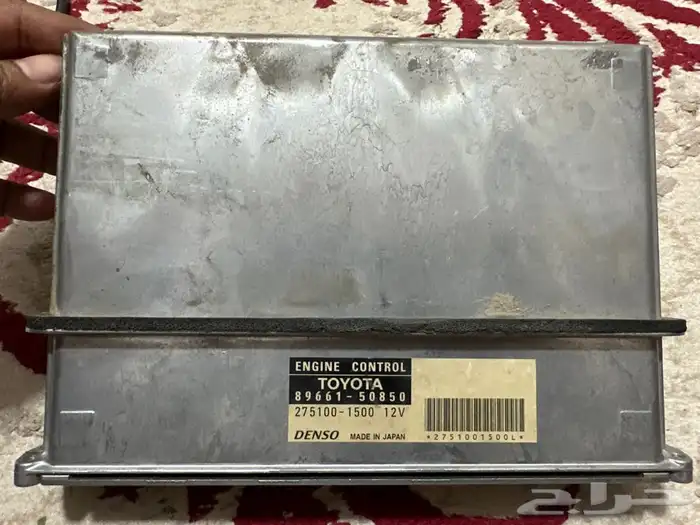 ENGINE CONTROL
TOYOTA
89661-50850
275100-1500 12V
DENSO MADE IN JAPAN
*2751001500L*
حراج